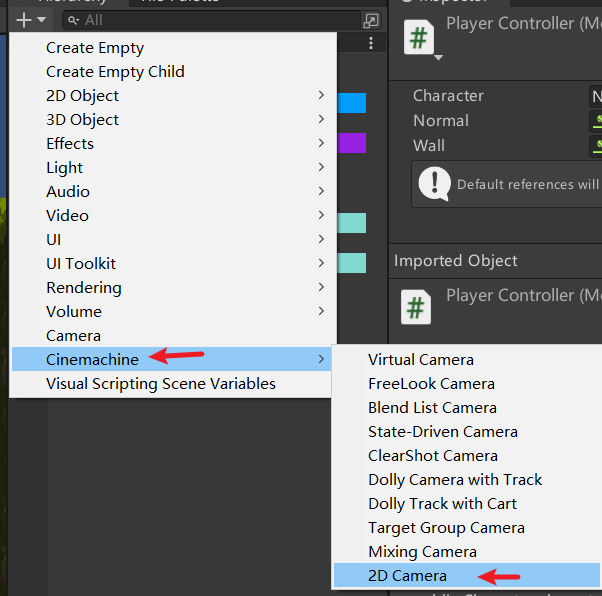 All
Create Empty
Create Empty Child
2D Object
3D Object
Effects
Light
Audio
Video
UI
UI Toolkit
Rendering
Volume
Camera
Cinemachine
Visual Scripting Scene Variables
Virtual Camera
FreeLook Camera
Blend List Camera
State-Driven Camera
ClearShot Camera
Dolly Camera with Track
Dolly Track with Cart
Target Group Camera
Mixing Camera
2D Camera
Player Controller (Mo
Character
Normal
Wall
Default references will
Imported Object
Player Controller (Mo